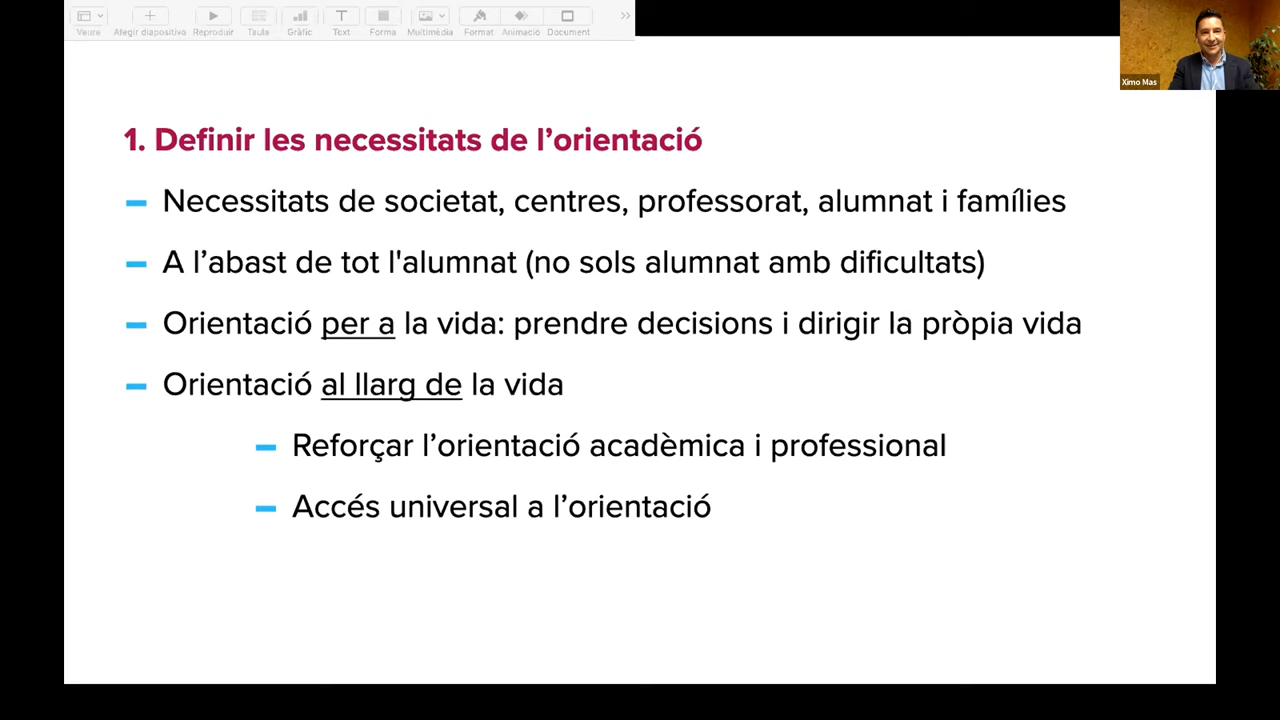 Veure Afegir diapositiva Reproduir Taula Gràfic Text Forma Multimèdia Format Animació Document
Ximo Mas
1. Definir les necessitats de l’orientació
Necessitats de societat, centres, professorat, alumnat i famílies
A l’abast de tot l'alumnat (no sols alumnat amb dificultats)
Orientació per a la vida: prendre decisions i dirigir la pròpia vida
Orientació al llarg de la vida
Reforçar l’orientació acadèmica i professional
Accés universal a l’orientació